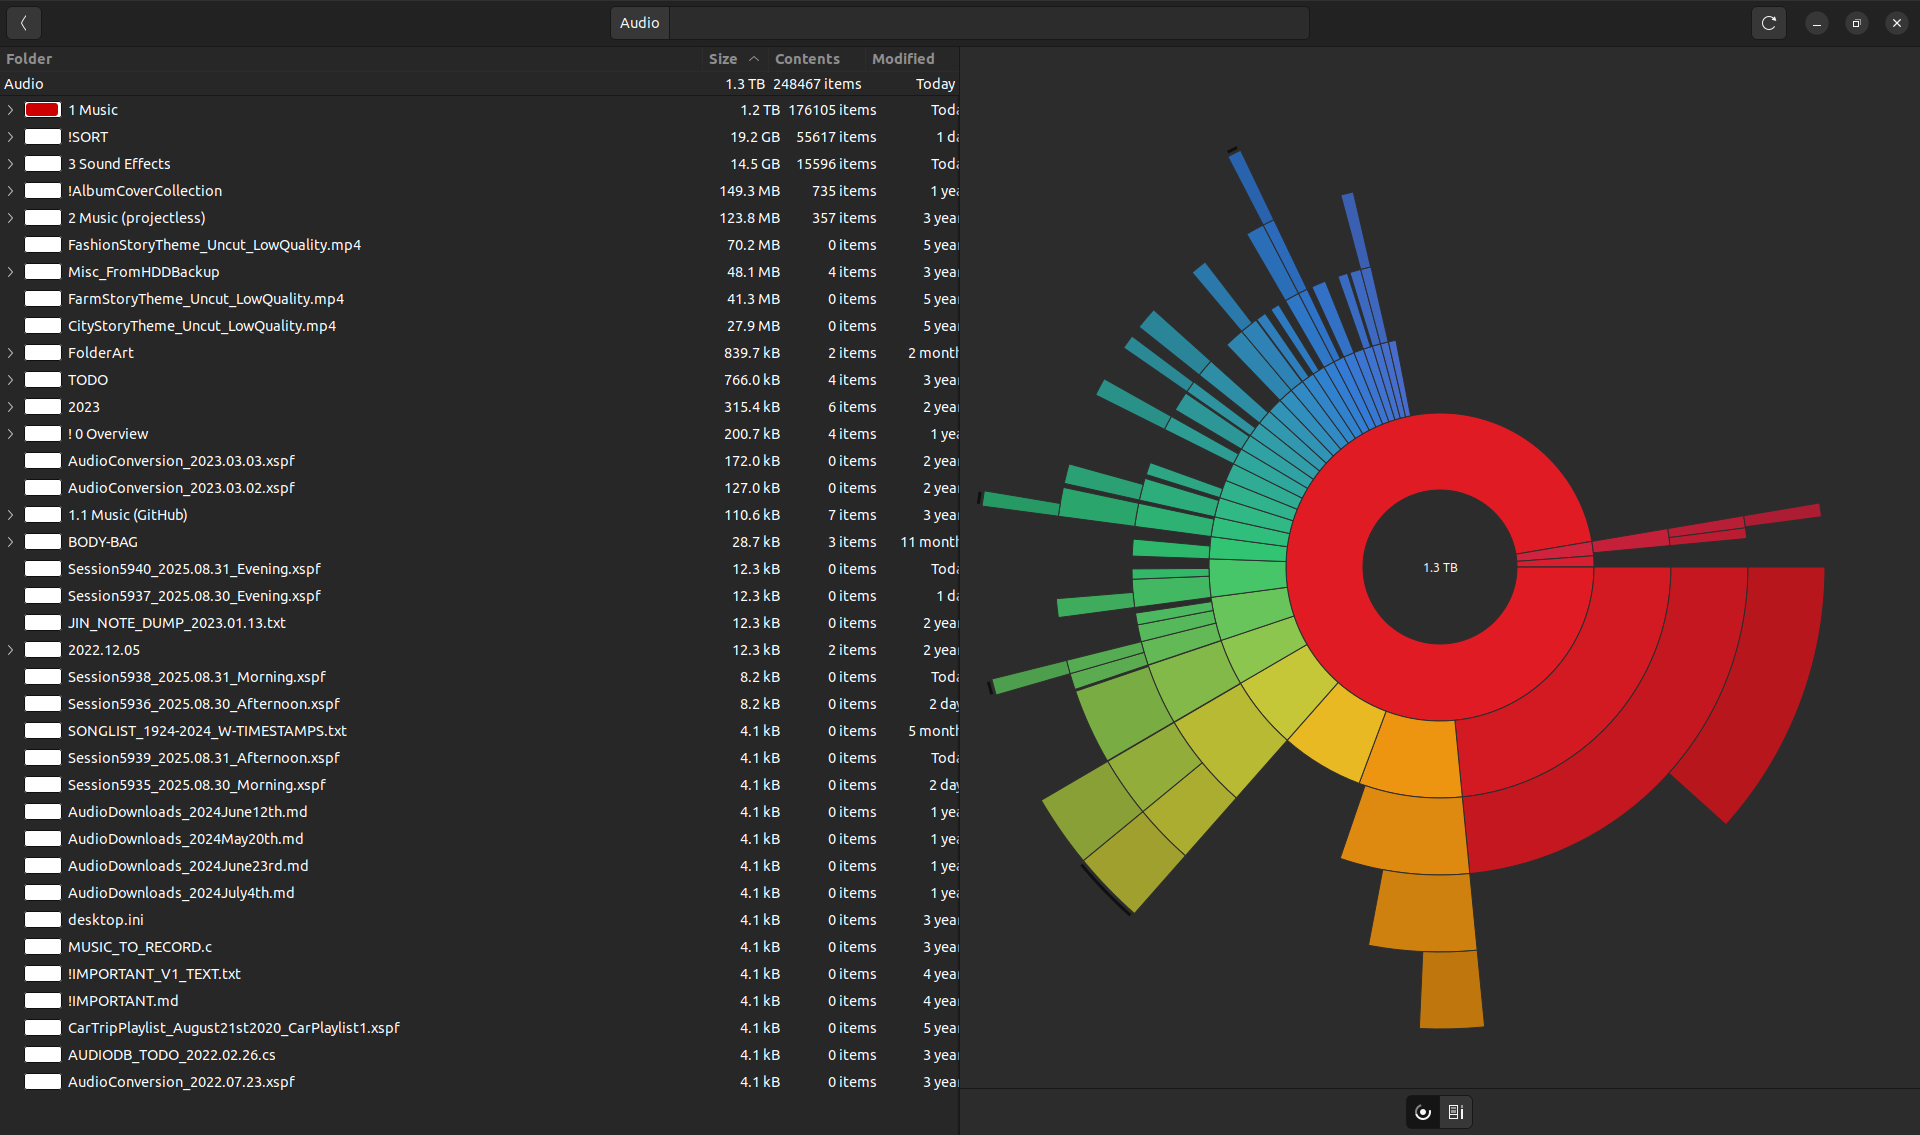 Audio
Folder Size Contents Modified
Audio 1.3 TB 248467 items Today
1 Music 1.2 TB 176105 items Toda
!SORT 19.2 GB 55617 items 1 da
3 Sound Effects 14.5 GB 15596 items Toda
!AlbumCoverCollection 149.3 MB 735 items 1 yea
2 Music (projectless) 123.8 MB 357 items 3 year
FashionStoryTheme_Uncut_LowQuality.mp4 70.2 MB 0 items 5 year
Misc_FromHDDBackup 48.1 MB 4 items 3 year
FarmStoryTheme_Uncut_LowQuality.mp4 41.3 MB 0 items 5 year
CityStoryTheme_Uncut_LowQuality.mp4 27.9 MB 0 items 5 year
FolderArt 839.7 kB 2 items 2 month
TODO 766.0 kB 4 items 3 year
2023 315.4 kB 6 items 2 year
! 0 Overview 200.7 kB 4 items 1 yea
AudioConversion_2023.03.03.xspf 172.0 kB 0 items 2 year
AudioConversion_2023.03.02.xspf 127.0 kB 0 items 2 year
1.1 Music (GitHub) 110.6 kB 7 items 3 year
BODY-BAG 28.7 kB 3 items 11 month
Session5940_2025.08.31_Evening.xspf 12.3 kB 0 items Toda
Session5937_2025.08.30_Evening.xspf 12.3 kB 0 items 1 da
JIN_NOTE_DUMP_2023.01.13.txt 12.3 kB 0 items 2 year
2022.12.05 12.3 kB 2 items 2 year
Session5938_2025.08.31_Morning.xspf 8.2 kB 0 items Toda
Session5936_2025.08.30_Afternoon.xspf 8.2 kB 0 items 2 day
SONGLIST_1924-2024_W-TIMESTAMPS.txt 4.1 kB 0 items 5 month
Session5939_2025.08.31_Afternoon.xspf 4.1 kB 0 items Toda
Session5935_2025.08.30_Morning.xspf 4.1 kB 0 items 2 day
AudioDownloads_2024June12th.md 4.1 kB 0 items 1 yea
AudioDownloads_2024May20th.md 4.1 kB 0 items 1 yea
AudioDownloads_2024June23rd.md 4.1 kB 0 items 1 yea
AudioDownloads_2024July4th.md 4.1 kB 0 items 1 yea
desktop.ini 4.1 kB 0 items 3 year
MUSIC_TO_RECORD.c 4.1 kB 0 items 3 year
!IMPORTANT_V1_TEXT.txt 4.1 kB 0 items 4 year
!IMPORTANT.md 4.1 kB 0 items 4 year
CarTripPlaylist_August21st2020_CarPlaylist1.xspf 4.1 kB 0 items 5 year
AUDIODB_TODO_2022.02.26.cs 4.1 kB 0 items 3 year
AudioConversion_2022.07.23.xspf 4.1 kB 0 items 3 year
1.3 TB